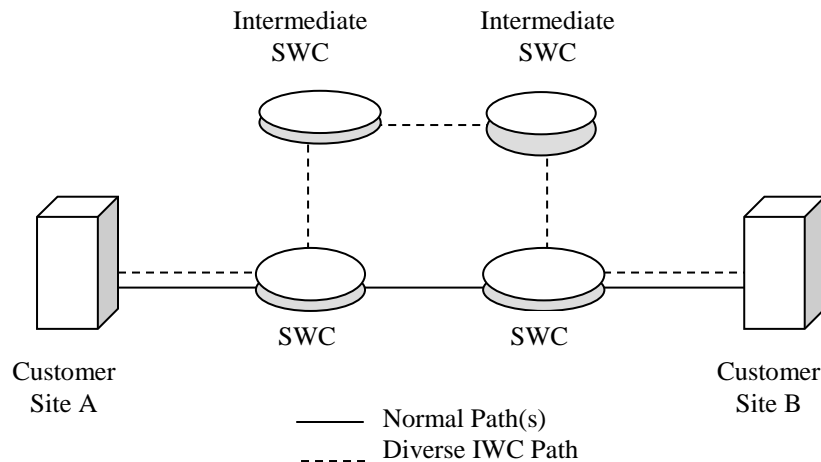 Intermediate
SWC
Intermediate
SWC
SWC
SWC
Customer
Site A
Customer
Site B
Normal Path(s)
Diverse IWC Path